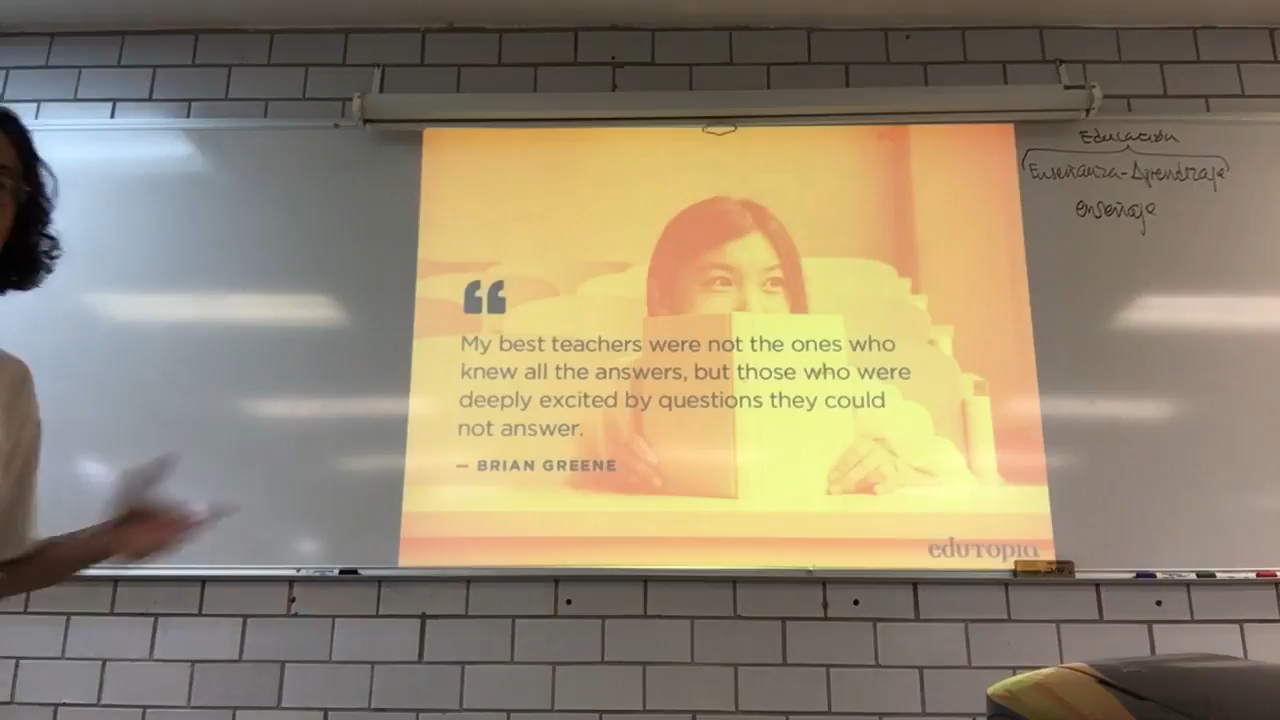 “
My best teachers were not the ones who
knew all the answers, but those who were
deeply excited by questions they could
not answer.
— BRIAN GREENE
edutopia
Educación
Enseñanza-Aprendizaje
enseñaje